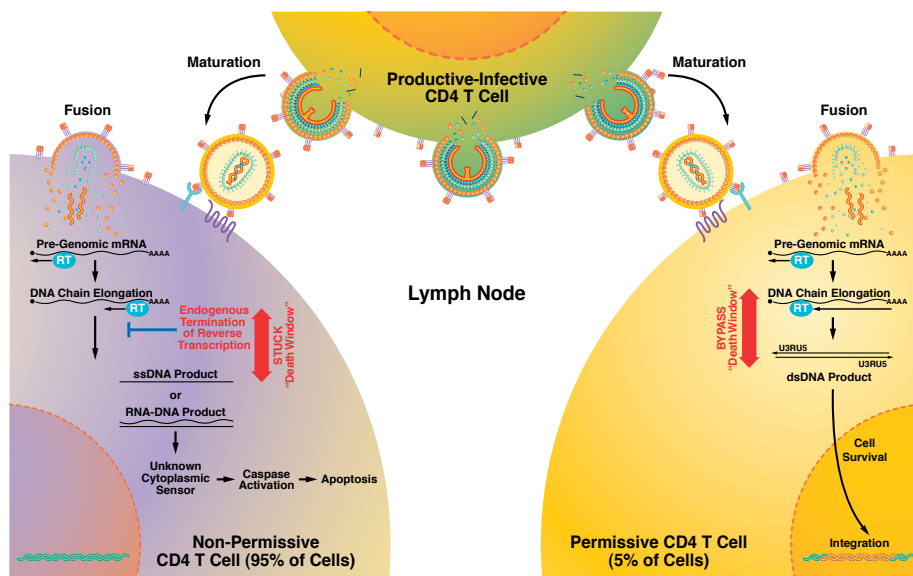 Maturation
Productive-Infective
CD4 T Cell
Maturation
Fusion
Pre-Genomic mRNA
AAAA
RT
DNA Chain Elongation
AAAA
RT
Endogenous
Termination
of Reverse
Transcription
STUCK
“Death Window”
ssDNA Product
or
RNA-DNA Product
Unknown
Cytoplasmic
Sensor
Caspase
Activation
Apoptosis
Non-Permissive
CD4 T Cell (95% of Cells)
Lymph Node
Fusion
Pre-Genomic mRNA
AAAA
RT
DNA Chain Elongation
AAAA
RT
BYPASS
“Death Window”
U3RU5
U3RU5
dsDNA Product
Cell
Survival
Integration
Permissive CD4 T Cell
(5% of Cells)